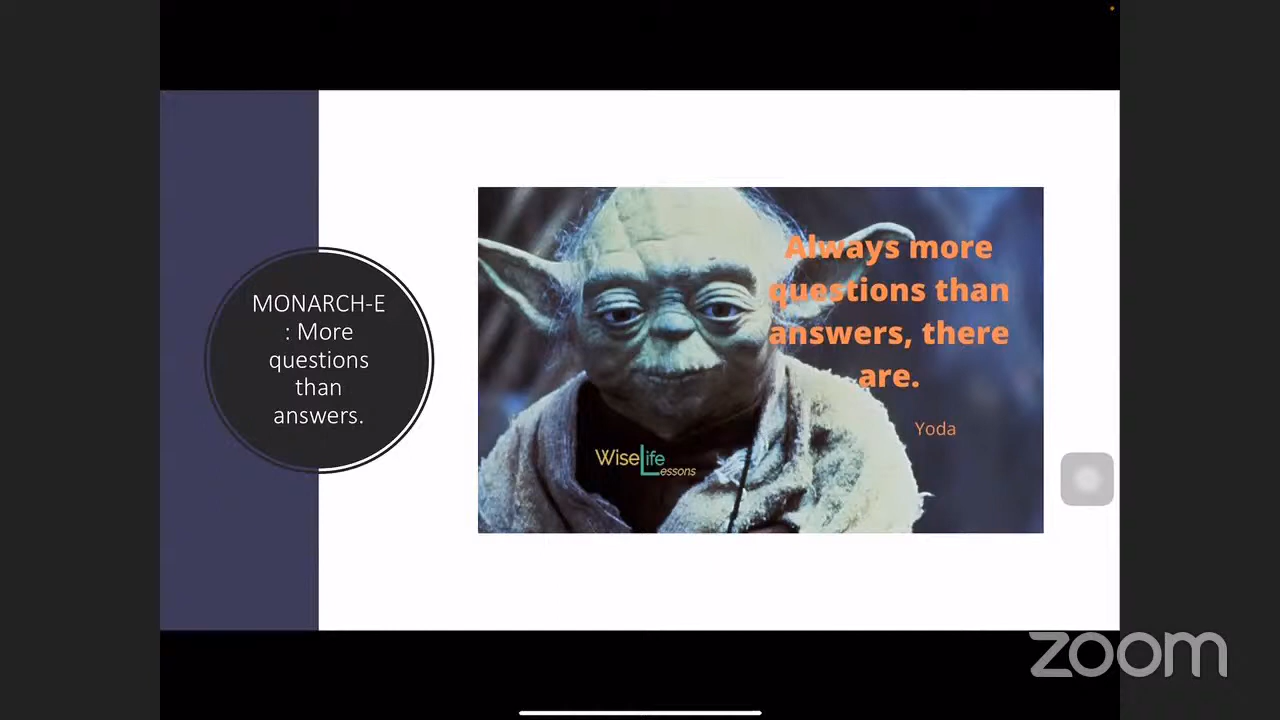 MONARCH-E
: More
questions
than
answers.
Always more
questions than
answers, there
are.
Yoda
WiseLife
Lessons
zoom